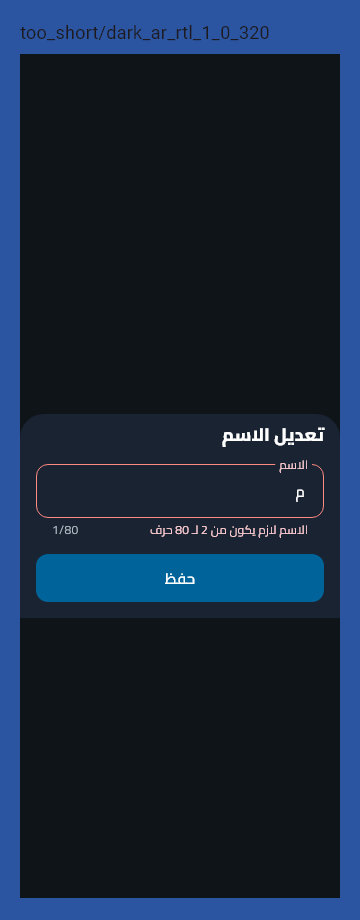 too_short/dark_ar_rtl_1_0_320
تعديل الاسم
الاسم
م
الاسم لازم يكون من 2 لـ 80 حرف
1/80
حفظ